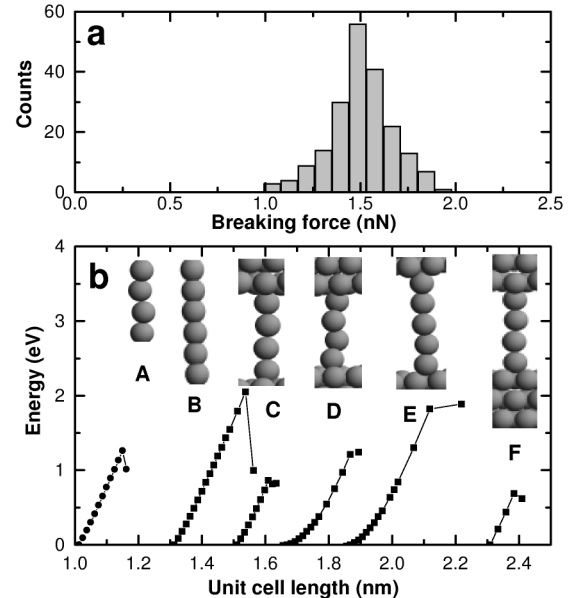 a
Counts
60
40
20
0
0.0 0.5 1.0 1.5 2.0 2.5
Breaking force (nN)
b
Energy (eV)
4
3
2
1
0
A
B
C
D
E
F
1.0 1.2 1.4 1.6 1.8 2.0 2.2 2.4
Unit cell length (nm)